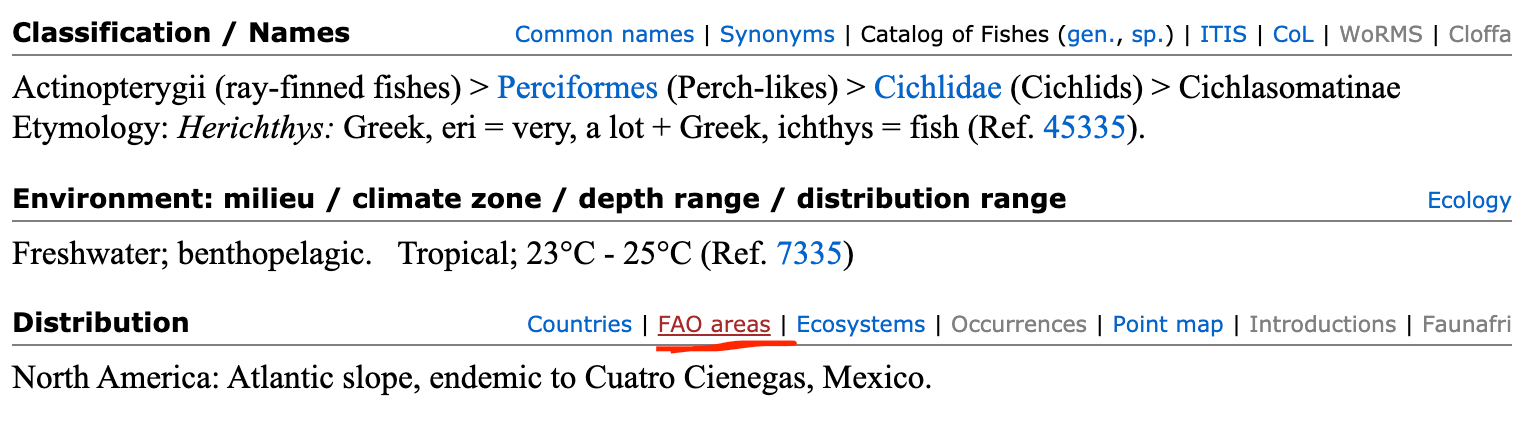 Classification / Names Common names | Synonyms | Catalog of Fishes (gen., sp.) | ITIS | CoL | WoRMS | Cloffa
Actinopterygii (ray-finned fishes) > Perciformes (Perch-likes) > Cichlidae (Cichlids) > Cichlasomatinae
Etymology: Herichthys: Greek, eri = very, a lot + Greek, ichthys = fish (Ref. 45335).
Environment: milieu / climate zone / depth range / distribution range Ecology
Freshwater; benthopelagic. Tropical; 23°C - 25°C (Ref. 7335)
Distribution Countries | FAO areas | Ecosystems | Occurrences | Point map | Introductions | Faunafri
North America: Atlantic slope, endemic to Cuatro Cienegas, Mexico.